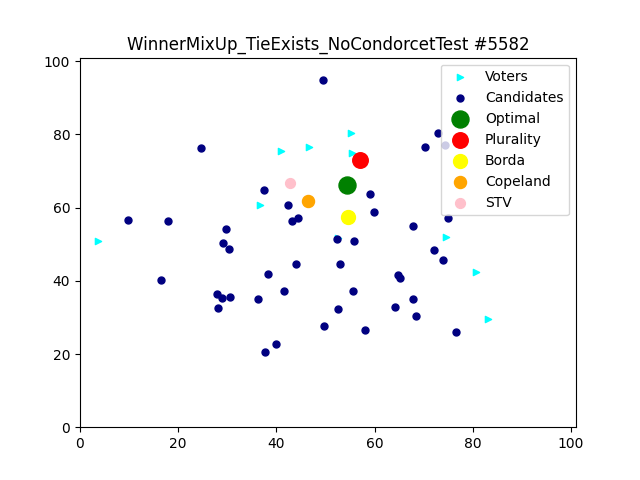 WinnerMixUp_TieExists_NoCondorcetTest #5582
100
80
60
40
20
0
0 20 40 60 80 100
Voters
Candidates
Optimal
Plurality
Borda
Copeland
STV